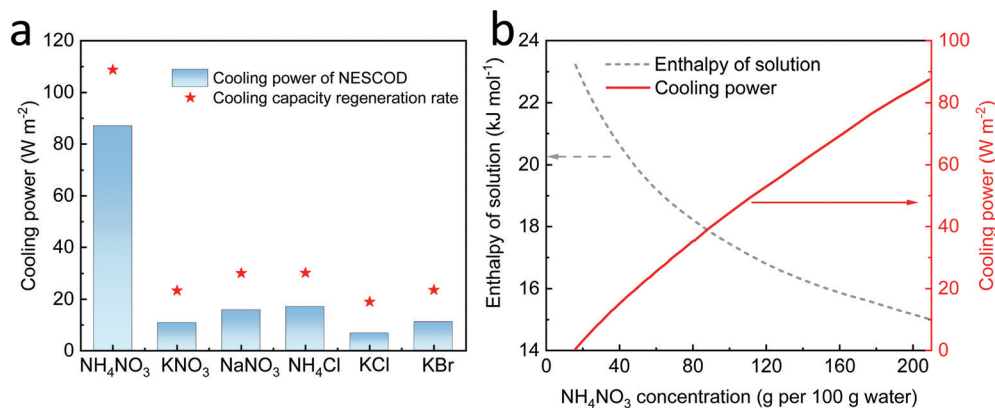 a
Cooling power (W m⁻²)
120
100
80
60
40
20
0
Cooling power of NESCOD
Cooling capacity regeneration rate
NH₄NO₃ KNO₃ NaNO₃ NH₄Cl KCl KBr
b
Enthalpy of solution (kJ mol⁻¹)
24
22
20
18
16
14
Enthalpy of solution
Cooling power
100
80
60
40
20
0
Cooling power (W m⁻²)
0 40 80 120 160 200
NH₄NO₃ concentration (g per 100 g water)